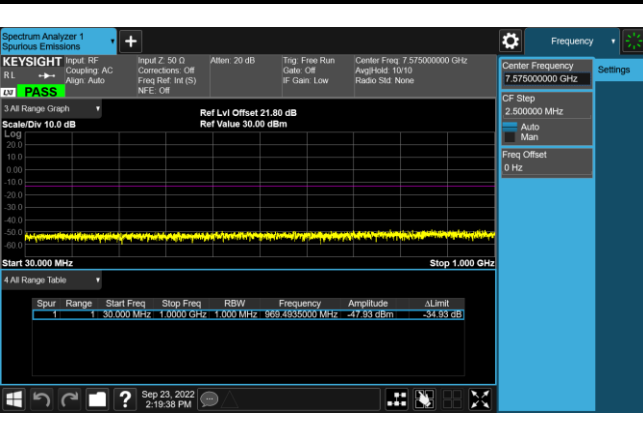 Spectrum Analyzer 1
Spurious Emissions
Frequency
KEYSIGHT
RL
LXI
PASS
Input: RF
Coupling: AC
Align: Auto
Input Z: 50 Ω
Corrections: Off
Freq Ref: Int (S)
NFE: Off
Atten: 20 dB
Trig: Free Run
Gate: Off
IF Gain: Low
Center Freq: 7.575000000 GHz
Avg|Hold: 10/10
Radio Std: None
Center Frequency
7.575000000 GHz
Settings
CF Step
2.500000 MHz
Auto
Man
Freq Offset
0 Hz
3 All Range Graph
Scale/Div 10.0 dB
Ref Lvl Offset 21.80 dB
Ref Value 30.00 dBm
Log
20.0
10.0
0.00
-10.0
-20.0
-30.0
-40.0
-50.0
-60.0
Start 30.000 MHz
Stop 1.000 GHz
4 All Range Table
Spur Range Start Freq Stop Freq RBW Frequency Amplitude ΔLimit
1 1 30.000 MHz 1.0000 GHz 1.000 MHz 969.4935000 MHz -47.93 dBm -34.93 dB
?
Sep 23, 2022
2:19:38 PM